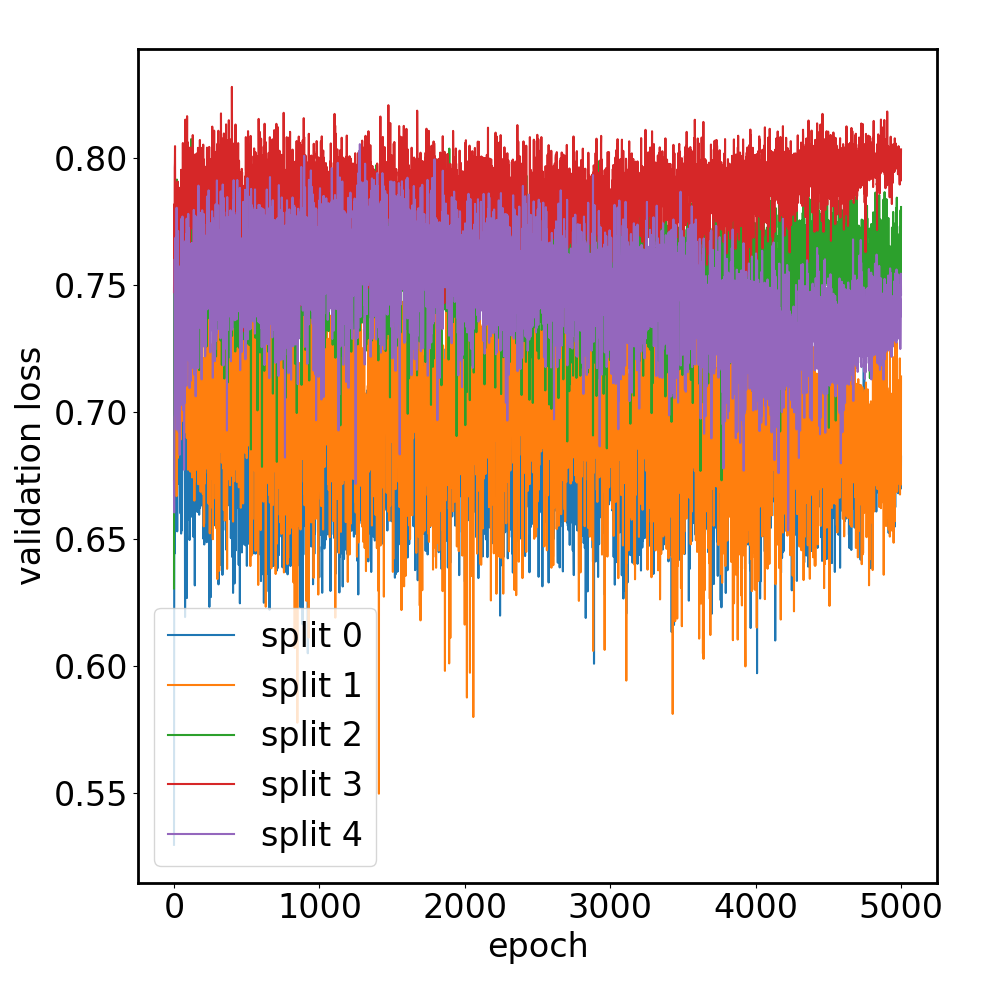 0.80
0.75
0.70
0.65
0.60
0.55
validation loss
split 0
split 1
split 2
split 3
split 4
0 1000 2000 3000 4000 5000
epoch